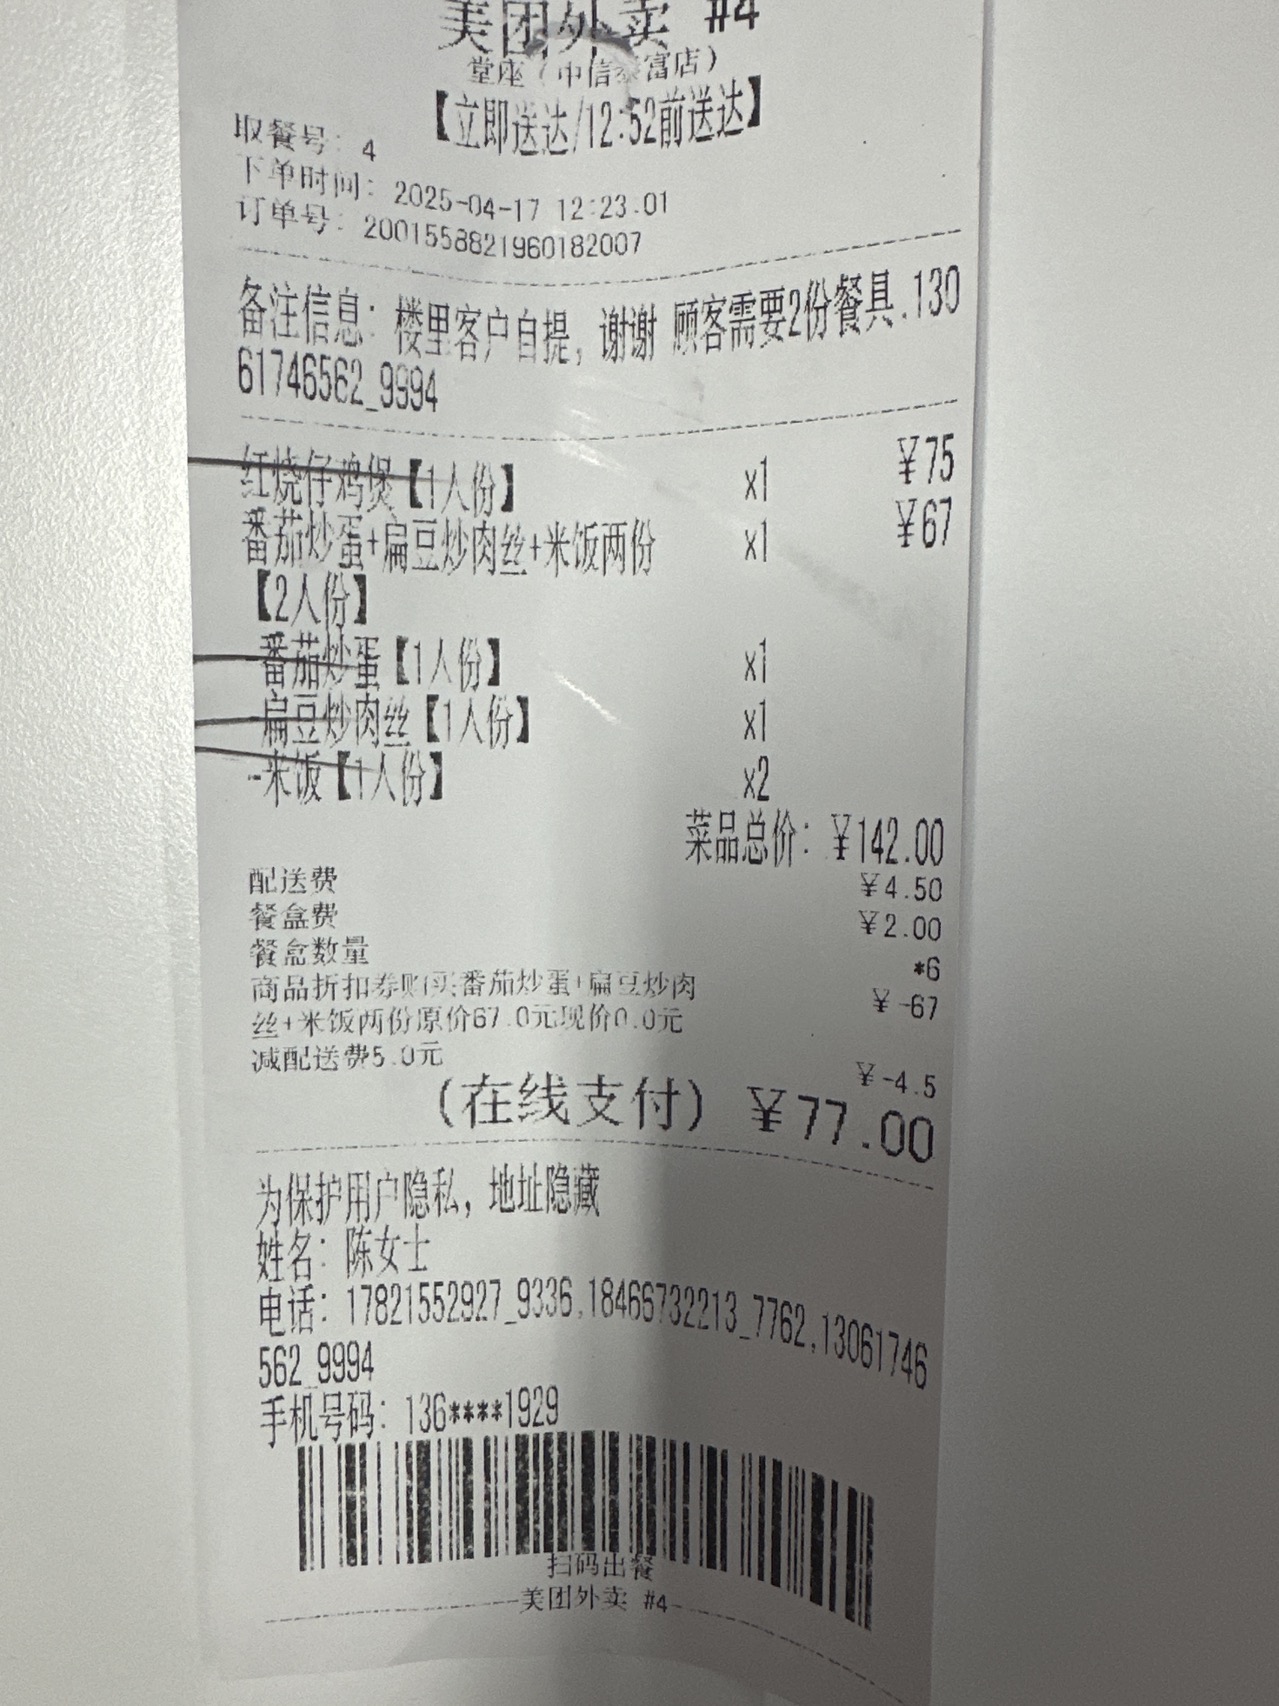 美团外卖 #4
堂座（中信泰富店）
【立即送达/12:52前送达】
取餐号：4
下单时间：2025-04-17 12:23:01
订单号：2001558821960182007
备注信息：楼里客户自提，谢谢 顾客需要2份餐具.130
61746562_9994
红烧仔鸡煲【1人份】 x1 ￥75
番茄炒蛋+扁豆炒肉丝+米饭两份 x1 ￥67
【2人份】
-番茄炒蛋【1人份】 x1
-扁豆炒肉丝【1人份】 x1
-米饭【1人份】 x2
菜品总价：￥142.00
配送费 ￥4.50
餐盒费 ￥2.00
餐盒数量 *6
商品折扣券购买番茄炒蛋+扁豆炒肉 ￥-67
丝+米饭两份原价67.0元现价0.0元
减配送费5.0元 ￥-4.5
(在线支付) ￥77.00
为保护用户隐私，地址隐藏
姓名：陈女士
电话：17821552927_9336,18466732213_7762,13061746
562_9994
手机号码：136****1929
扫码出餐
美团外卖 #4